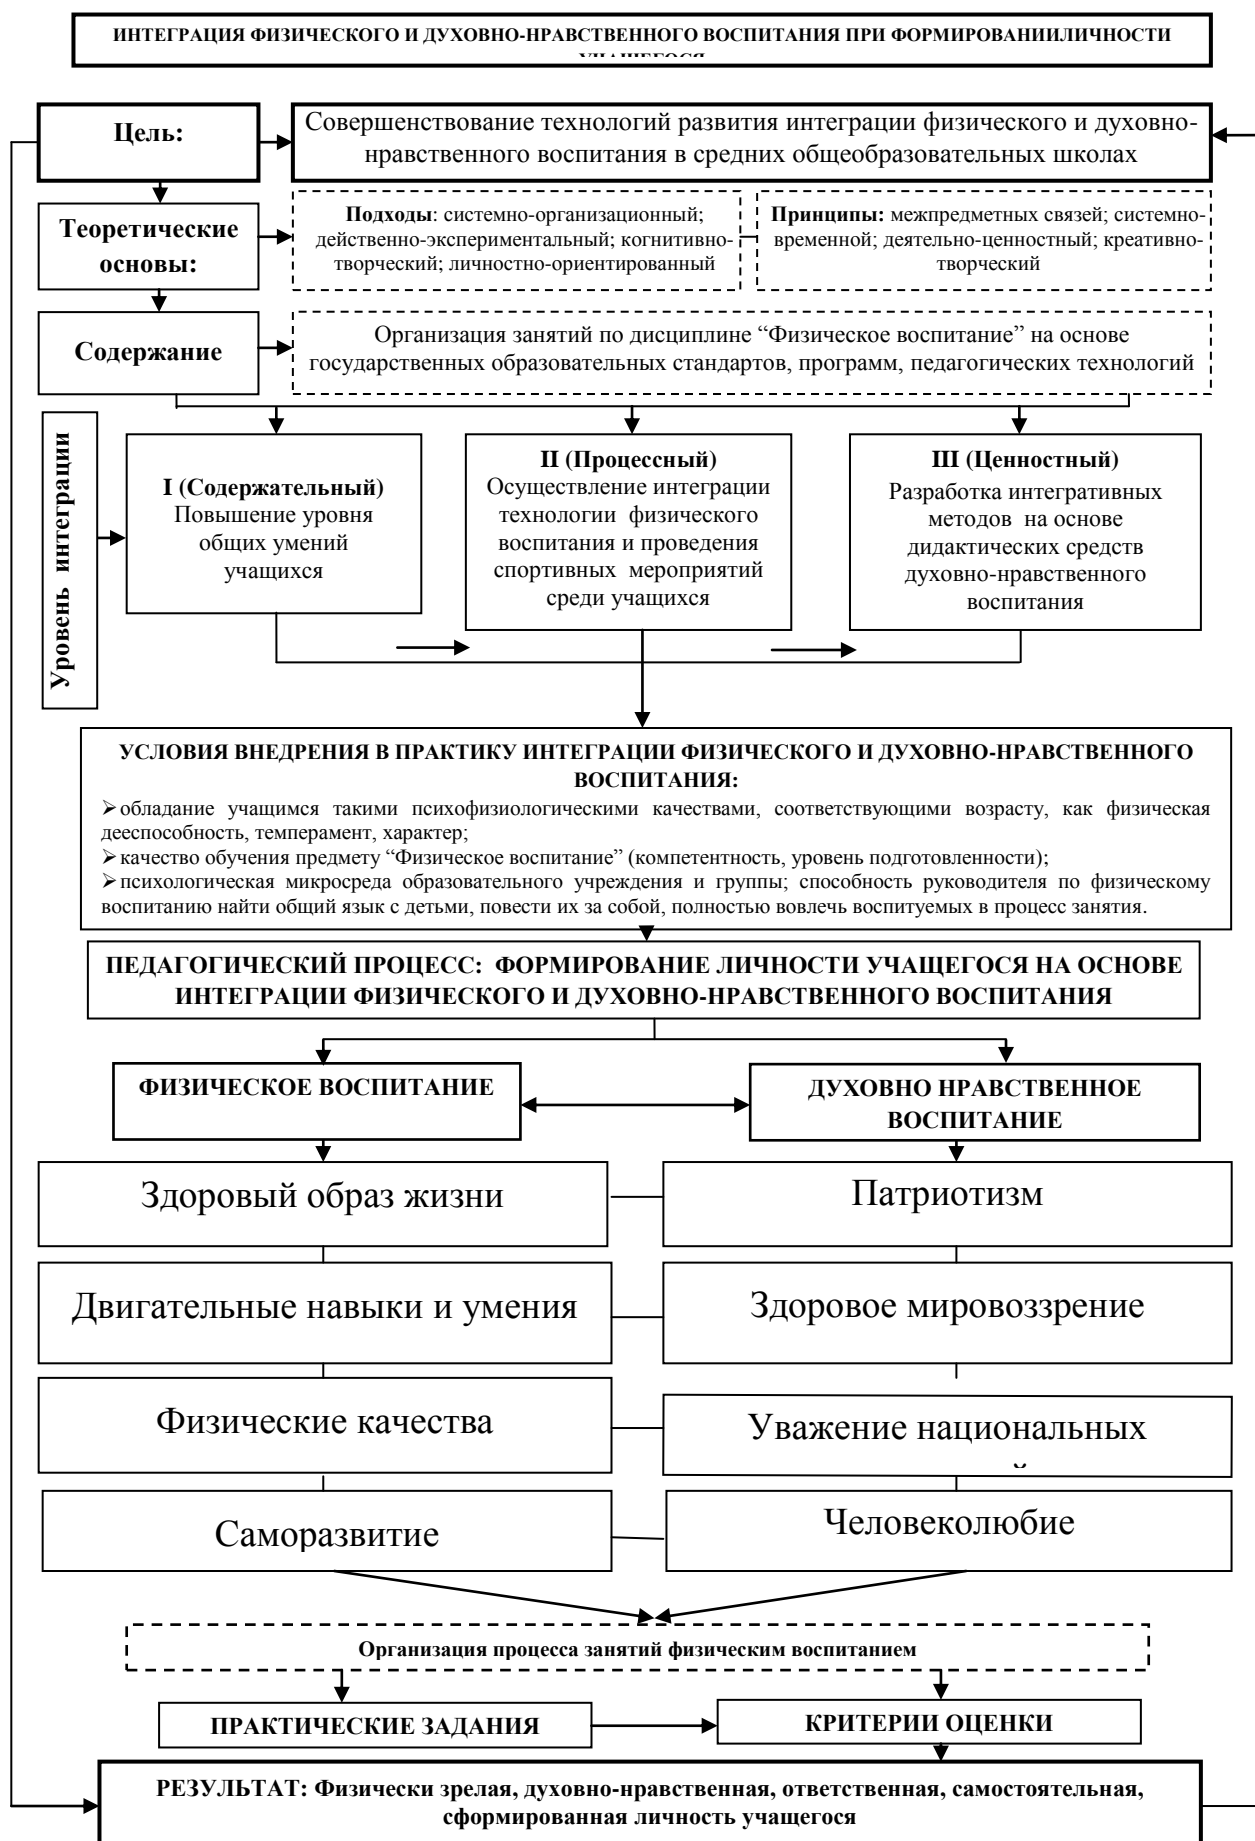 ИНТЕГРАЦИЯ ФИЗИЧЕСКОГО И ДУХОВНО-НРАВСТВЕННОГО ВОСПИТАНИЯ ПРИ ФОРМИРОВАНИИЛИЧНОСТИ
Цель:
Совершенствование технологий развития интеграции физического и духовно-
нравственного воспитания в средних общеобразовательных школах
Теоретические
основы:
Подходы: системно-организационный;
действенно-экспериментальный; когнитивно-
творческий; личностно-ориентированный
Принципы: межпредметных связей; системно-
временной; деятельно-ценностный; креативно-
творческий
Содержание
Организация занятий по дисциплине “Физическое воспитание” на основе
государственных образовательных стандартов, программ, педагогических технологий
Уровень интеграции
I (Содержательный)
Повышение уровня
общих умений
учащихся
II (Процессный)
Осуществление интеграции
технологии физического
воспитания и проведения
спортивных мероприятий
среди учащихся
III (Ценностный)
Разработка интегративных
методов на основе
дидактических средств
духовно-нравственного
воспитания
УСЛОВИЯ ВНЕДРЕНИЯ В ПРАКТИКУ ИНТЕГРАЦИИ ФИЗИЧЕСКОГО И ДУХОВНО-НРАВСТВЕННОГО
ВОСПИТАНИЯ:
➢обладание учащимся такими психофизиологическими качествами, соответствующими возрасту, как физическая
дееспособность, темперамент, характер;
➢качество обучения предмету “Физическое воспитание” (компетентность, уровень подготовленности);
➢психологическая микросреда образовательного учреждения и группы; способность руководителя по физическому
воспитанию найти общий язык с детьми, повести их за собой, полностью вовлечь воспитуемых в процесс занятия.
ПЕДАГОГИЧЕСКИЙ ПРОЦЕСС: ФОРМИРОВАНИЕ ЛИЧНОСТИ УЧАЩЕГОСЯ НА ОСНОВЕ
ИНТЕГРАЦИИ ФИЗИЧЕСКОГО И ДУХОВНО-НРАВСТВЕННОГО ВОСПИТАНИЯ
ФИЗИЧЕСКОЕ ВОСПИТАНИЕ
ДУХОВНО НРАВСТВЕННОЕ
ВОСПИТАНИЕ
Здоровый образ жизни
Патриотизм
Двигательные навыки и умения
Здоровое мировоззрение
Физические качества
Уважение национальных
Саморазвитие
Человеколюбие
Организация процесса занятий физическим воспитанием
ПРАКТИЧЕСКИЕ ЗАДАНИЯ
КРИТЕРИИ ОЦЕНКИ
РЕЗУЛЬТАТ: Физически зрелая, духовно-нравственная, ответственная, самостоятельная,
сформированная личность учащегося